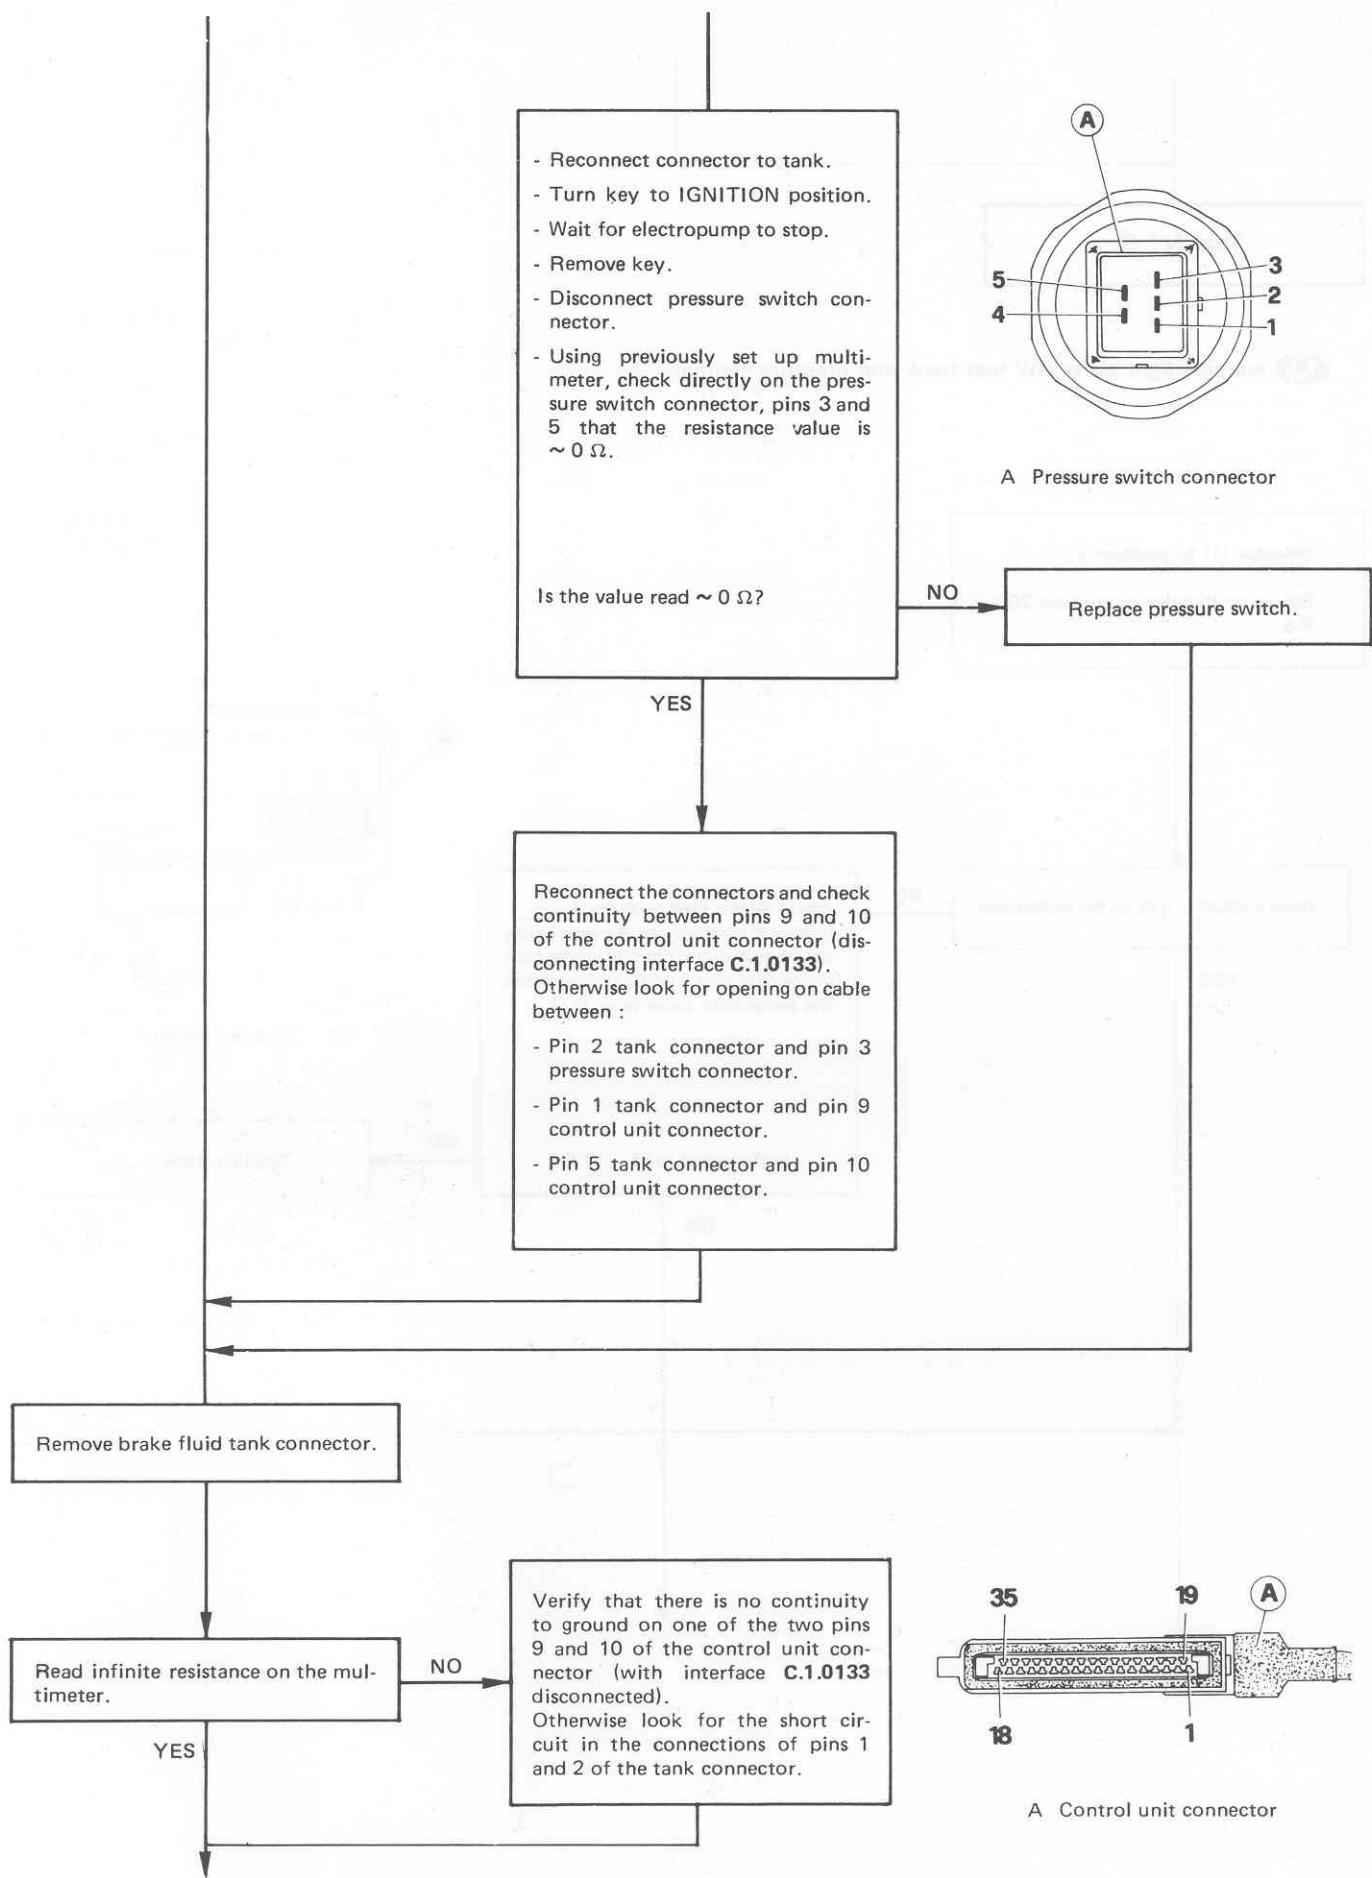 - Reconnect connector to tank.
- Turn key to IGNITION position.
- Wait for electropump to stop.
- Remove key.
- Disconnect pressure switch con-
nector.
- Using previously set up multi-
meter, check directly on the pres-
sure switch connector, pins 3 and
5 that the resistance value is
~ 0 Ω.
Is the value read ~ 0 Ω?
A
5
4
3
2
1
A Pressure switch connector
NO
Replace pressure switch.
YES
Reconnect the connectors and check
continuity between pins 9 and 10
of the control unit connector (dis-
connecting interface C.1.0133).
Otherwise look for opening on cable
between :
- Pin 2 tank connector and pin 3
pressure switch connector.
- Pin 1 tank connector and pin 9
control unit connector.
- Pin 5 tank connector and pin 10
control unit connector.
Remove brake fluid tank connector.
Read infinite resistance on the mul-
timeter.
NO
YES
Verify that there is no continuity
to ground on one of the two pins
9 and 10 of the control unit con-
nector (with interface C.1.0133
disconnected).
Otherwise look for the short cir-
cuit in the connections of pins 1
and 2 of the tank connector.
35
19
A
18
1
A Control unit connector